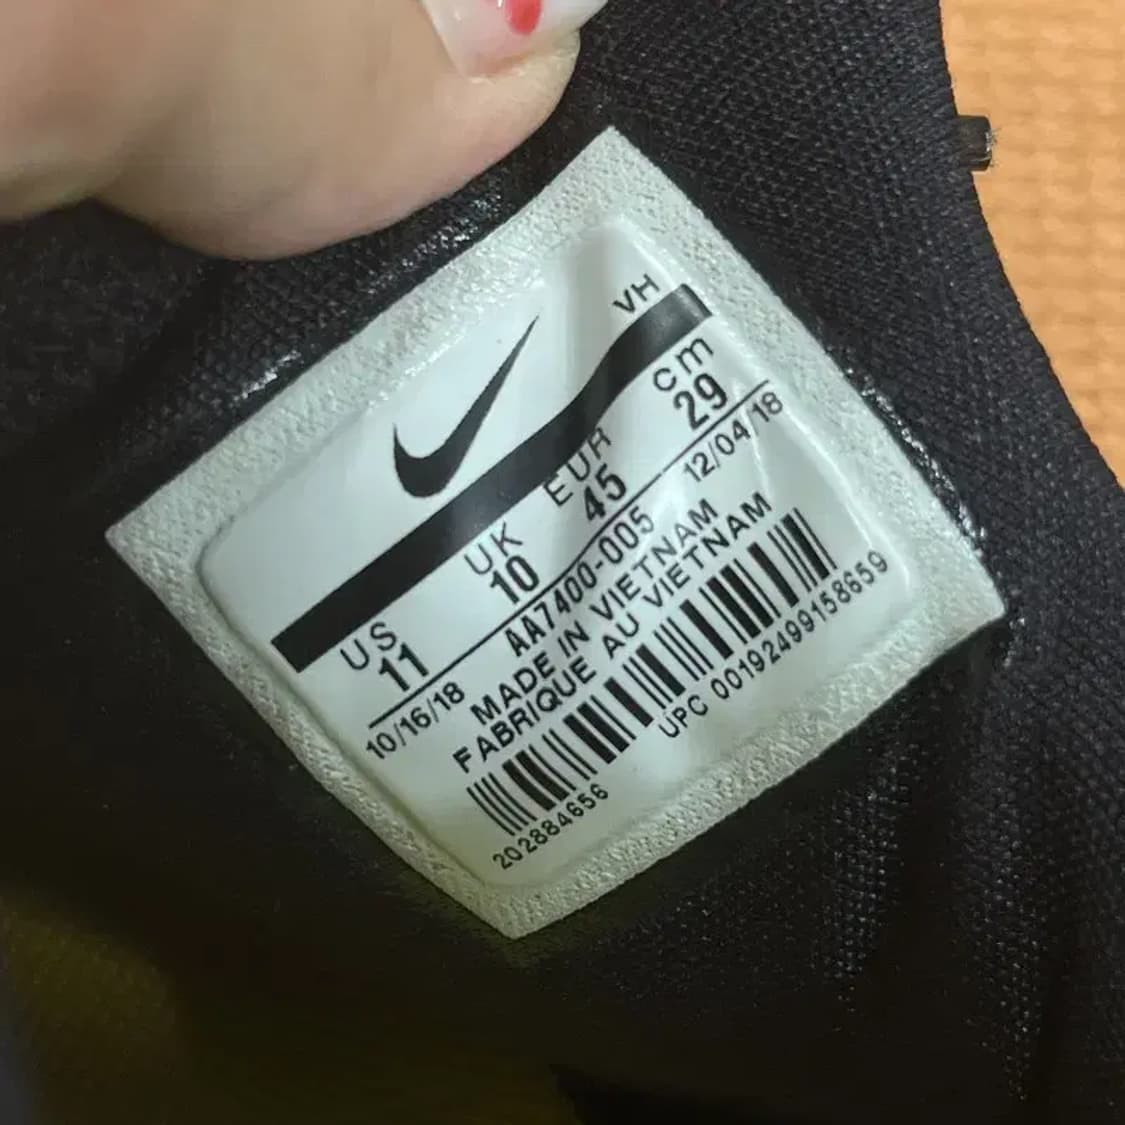 VH
US UK EUR cm
11 10 45 29
10/16/18 AA7400-005 12/04/18
MADE IN VIETNAM
FABRIQUE AU VIETNAM
202884656 UPC 00192499158659